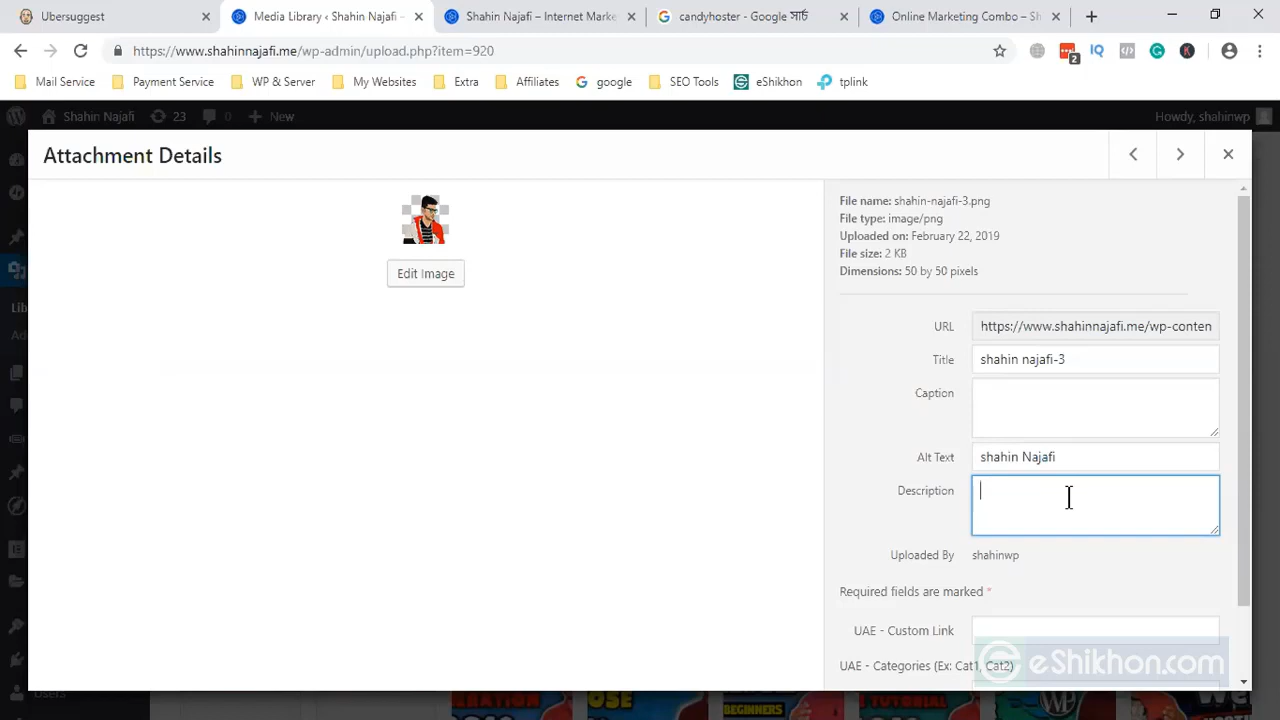 Ubersuggest
Media Library ‹ Shahin Najafi -
Shahin Najafi – Internet Marke
candyhoster - Google সার্চ
Online Marketing Combo – Sh
https://www.shahinnajafi.me/wp-admin/upload.php?item=920
2
Mail Service
Payment Service
WP & Server
My Websites
Extra
Affiliates
google
SEO Tools
eShikhon
tplink
Shahin Najafi
23
0
New
Howdy, shahinwp
Attachment Details
Edit Image
File name: shahin-najafi-3.png
File type: image/png
Uploaded on: February 22, 2019
File size: 2 KB
Dimensions: 50 by 50 pixels
URL https://www.shahinnajafi.me/wp-conten
Title shahin najafi-3
Caption
Alt Text shahin Najafi
Description
Uploaded By shahinwp
Required fields are marked *
UAE - Custom Link
UAE - Categories (Ex: Cat1, Cat2)
eShikhon.com
Lib
Ad
Users
BEGINNERS